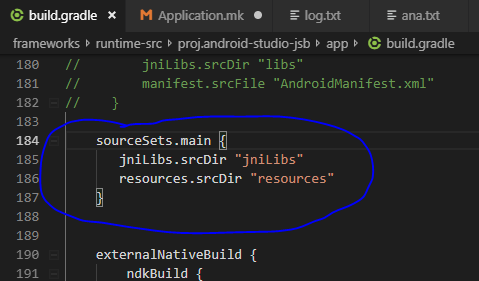 build.gradle Application.mk log.txt ana.txt
frameworks > runtime-src > proj.android-studio-jsb > app > build.gradle
180 // jniLibs.srcDir "libs"
181 // manifest.srcFile "AndroidManifest.xml"
182 // }
183
184 sourceSets.main {
185 jniLibs.srcDir "jniLibs"
186 resources.srcDir "resources"
187 }
188
189
190 externalNativeBuild {
191 ndkBuild {